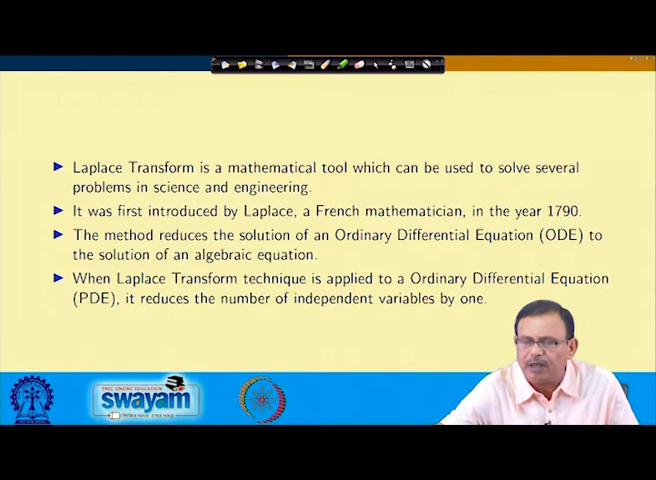 Laplace Transform is a mathematical tool which can be used to solve several
problems in science and engineering.
It was first introduced by Laplace, a French mathematician, in the year 1790.
The method reduces the solution of an Ordinary Differential Equation (ODE) to
the solution of an algebraic equation.
When Laplace Transform technique is applied to a Ordinary Differential Equation
(PDE), it reduces the number of independent variables by one.
FREE ONLINE EDUCATION
swayam